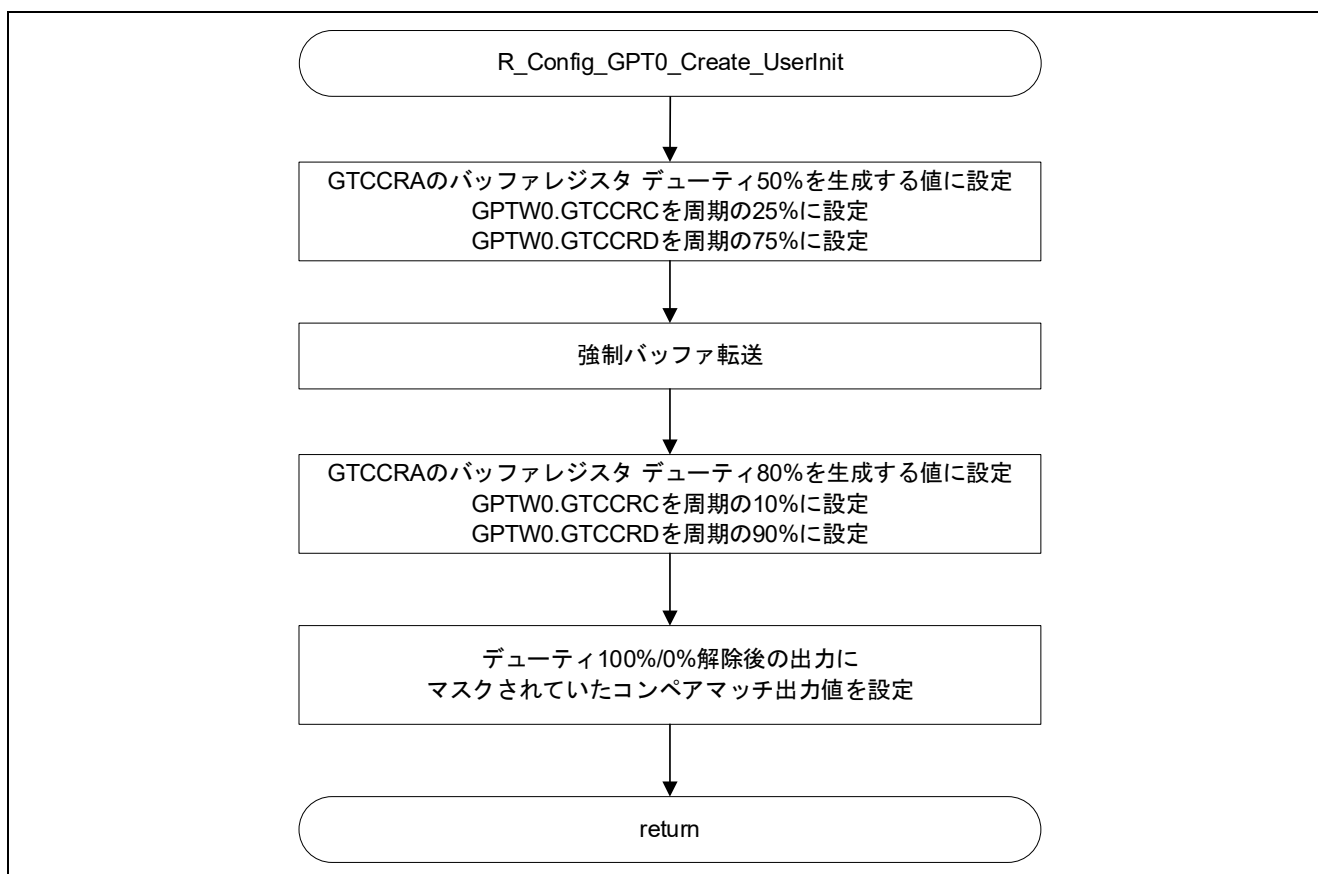 R_Config_GPT0_Create_UserInit
GTCCRAのバッファレジスタ デューティ50%を生成する値に設定
GPTW0.GTCCRCを周期の25%に設定
GPTW0.GTCCRDを周期の75%に設定
強制バッファ転送
GTCCRAのバッファレジスタ デューティ80%を生成する値に設定
GPTW0.GTCCRCを周期の10%に設定
GPTW0.GTCCRDを周期の90%に設定
デューティ100%/0%解除後の出力に
マスクされていたコンペアマッチ出力値を設定
return